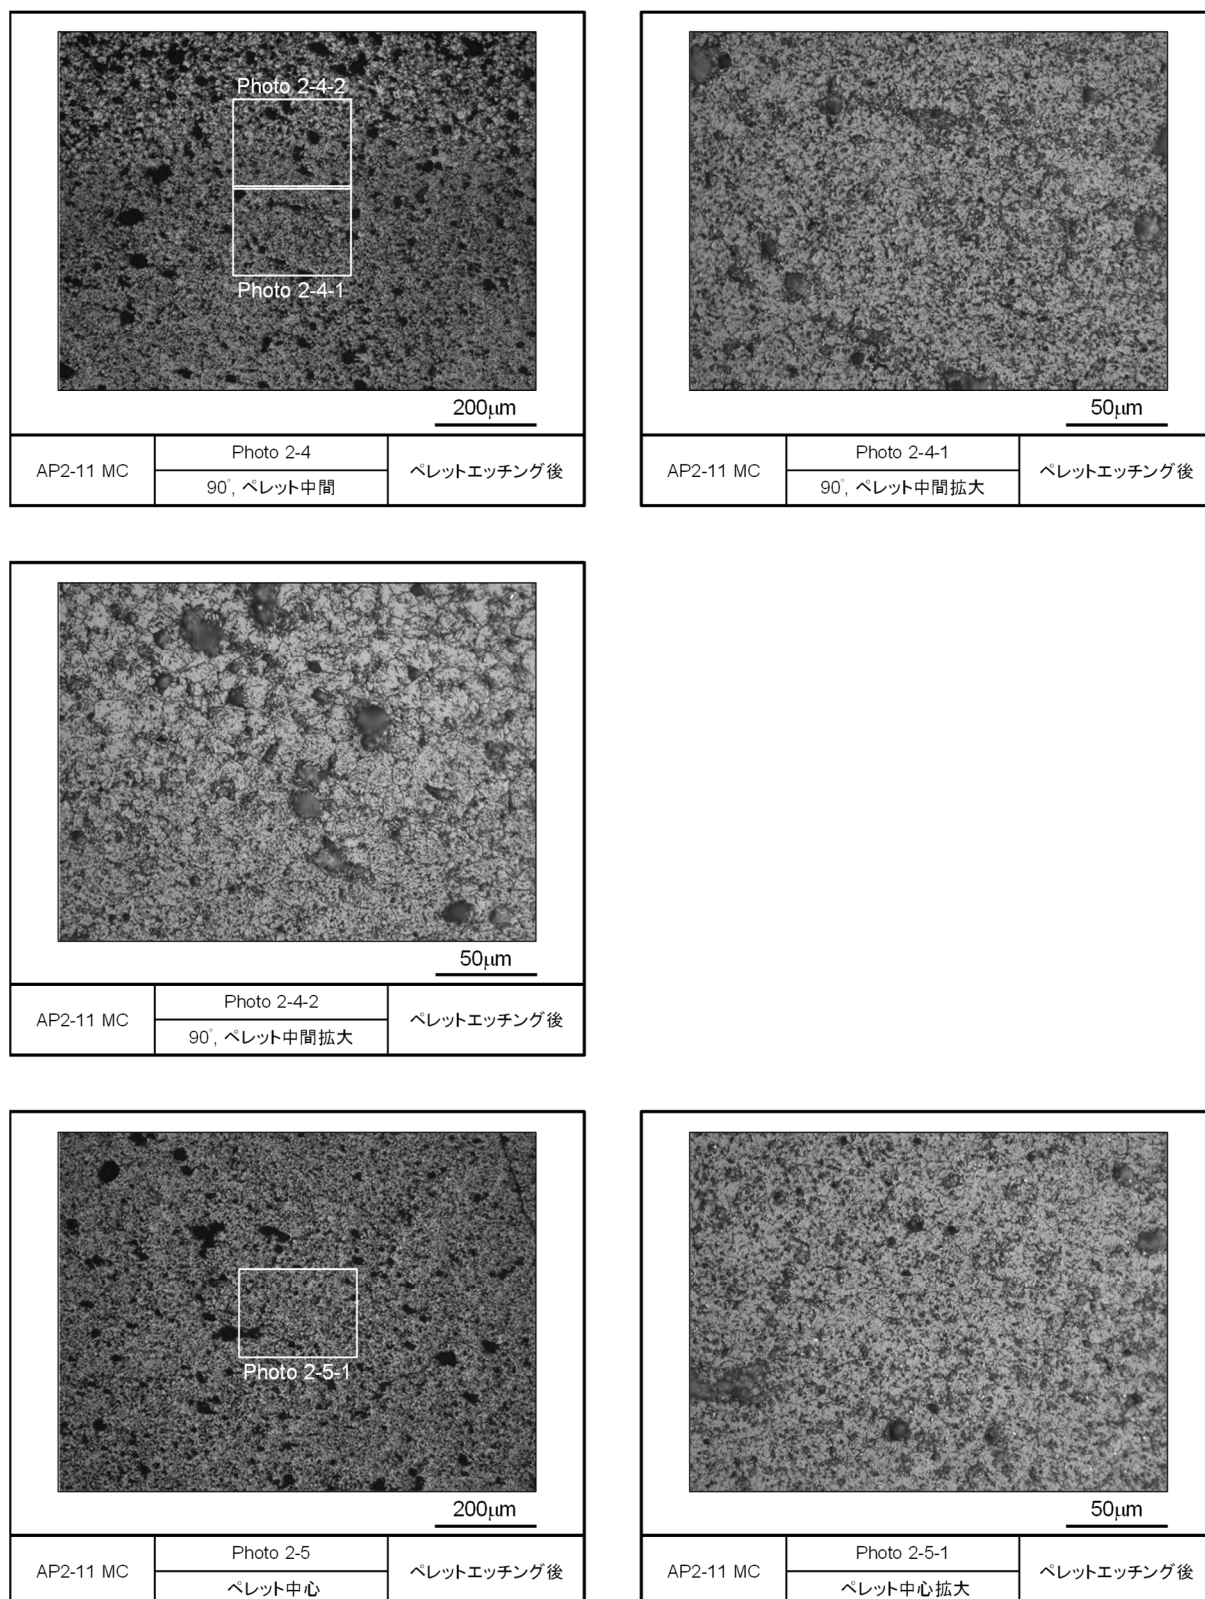 Photo 2-4-2
Photo 2-4-1
200μm
AP2-11 MC
Photo 2-4
90°, ペレット中間
ペレットエッチング後
50μm
AP2-11 MC
Photo 2-4-1
90°, ペレット中間拡大
ペレットエッチング後
50μm
AP2-11 MC
Photo 2-4-2
90°, ペレット中間拡大
ペレットエッチング後
Photo 2-5-1
200μm
AP2-11 MC
Photo 2-5
ペレット中心
ペレットエッチング後
50μm
AP2-11 MC
Photo 2-5-1
ペレット中心拡大
ペレットエッチング後